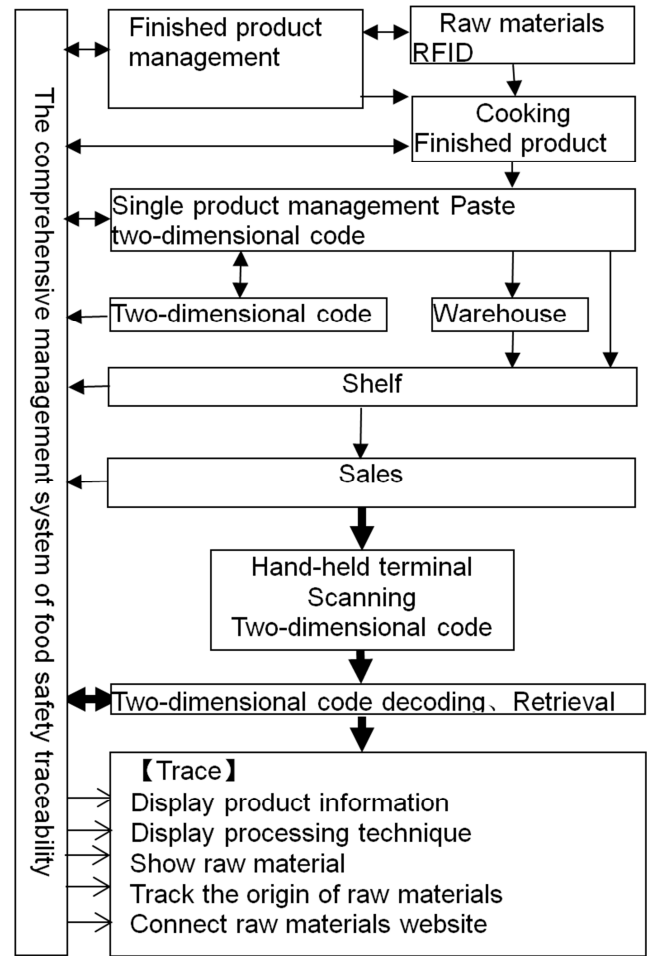 The comprehensive management system of food safety traceability
Finished product
management
Raw materials
RFID
Cooking
Finished product
Single product management Paste
two-dimensional code
Two-dimensional code
Warehouse
Shelf
Sales
Hand-held terminal
Scanning
Two-dimensional code
Two-dimensional code decoding、Retrieval
【Trace】
Display product information
Display processing technique
Show raw material
Track the origin of raw materials
Connect raw materials website